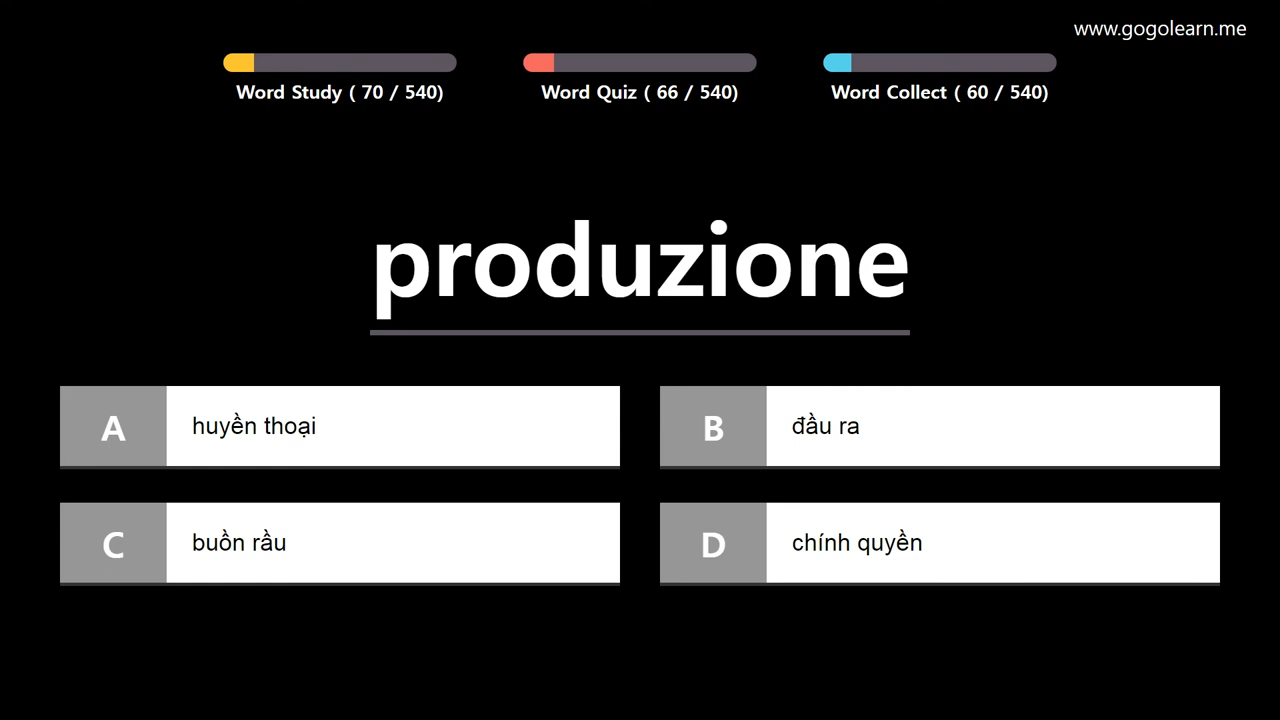 www.gogolearn.me
Word Study ( 70 / 540)
Word Quiz ( 66 / 540)
Word Collect ( 60 / 540)
produzione
A huyền thoại
B đầu ra
C buồn rầu
D chính quyền